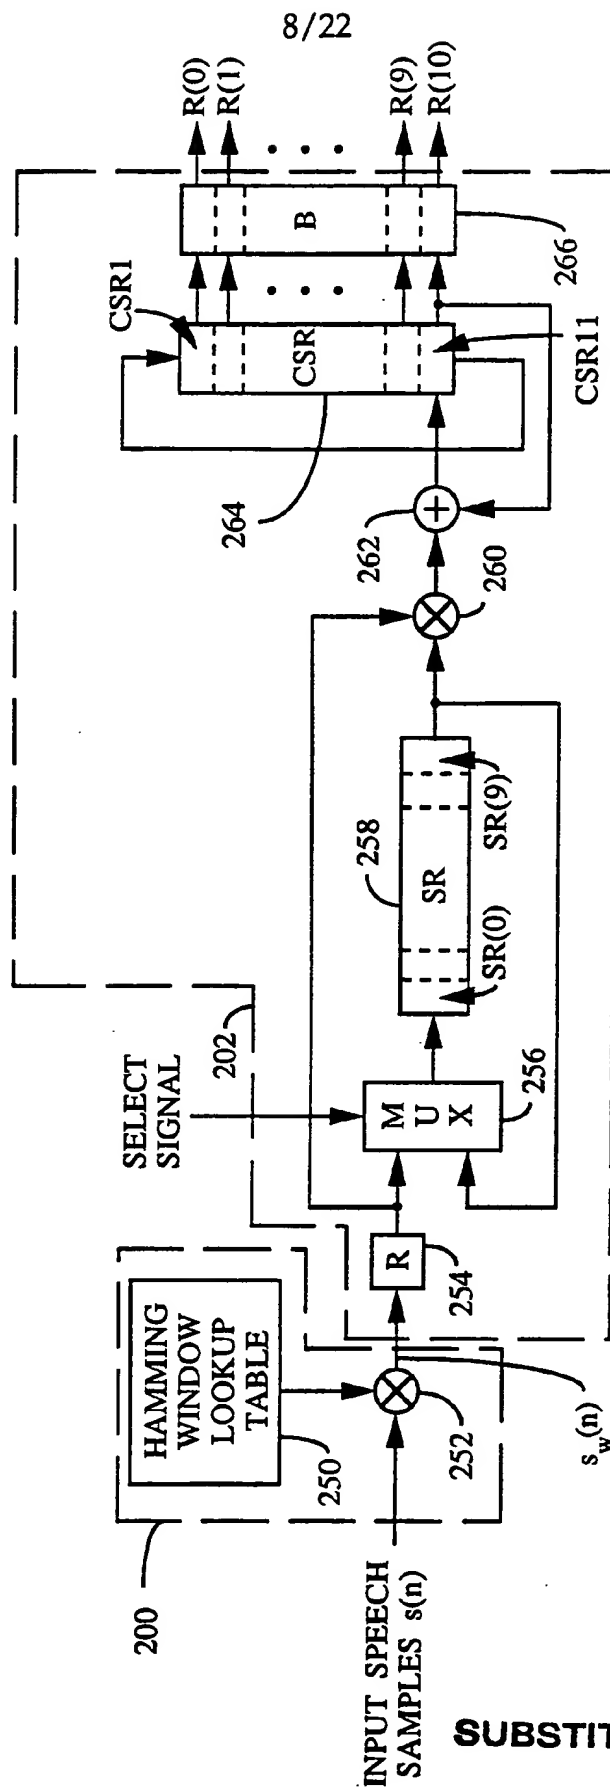 8/22
INPUT SPEECH
SAMPLES s(n)
200
HAMMING
WINDOW
LOOKUP
TABLE
250
252
s_w(n)
R
254
SELECT
SIGNAL
202
M
U
X
256
SR(0)
SR
258
SR(9)
260
262
264
CSR1
CSR
CSR11
B
266
R(0)
R(1)
R(9)
R(10)
SUBSTIT